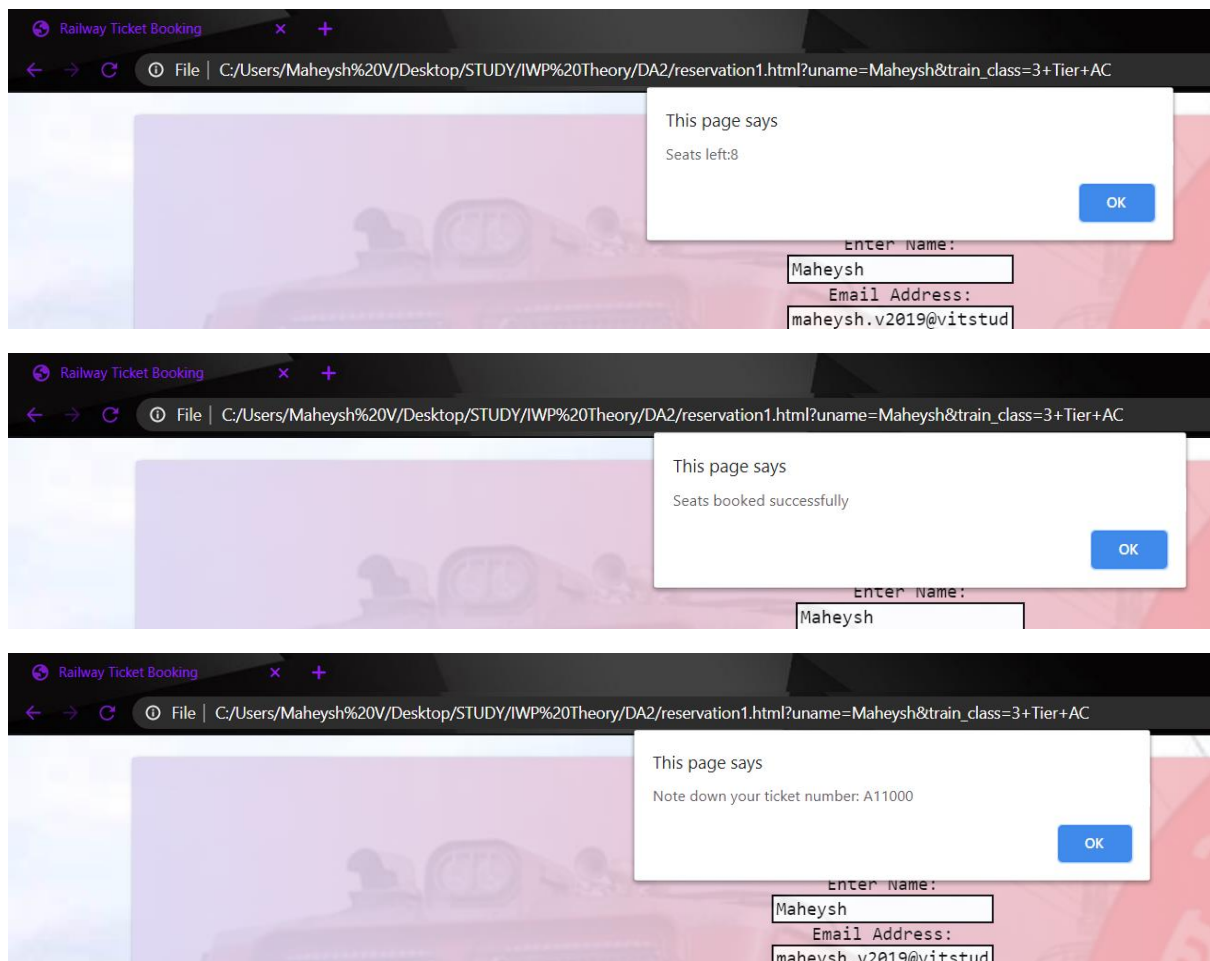 Railway Ticket Booking
File | C:/Users/Maheysh%20V/Desktop/STUDY/IWP%20Theory/DA2/reservation1.html?uname=Maheysh&train_class=3+Tier+AC
This page says
Seats left:8
OK
Enter Name:
Maheysh
Email Address:
maheysh.v2019@vitstud
Railway Ticket Booking
File | C:/Users/Maheysh%20V/Desktop/STUDY/IWP%20Theory/DA2/reservation1.html?uname=Maheysh&train_class=3+Tier+AC
This page says
Seats booked successfully
OK
Enter Name:
Maheysh
Railway Ticket Booking
File | C:/Users/Maheysh%20V/Desktop/STUDY/IWP%20Theory/DA2/reservation1.html?uname=Maheysh&train_class=3+Tier+AC
This page says
Note down your ticket number: A11000
OK
Enter Name:
Maheysh
Email Address:
maheysh.v2019@vitstud